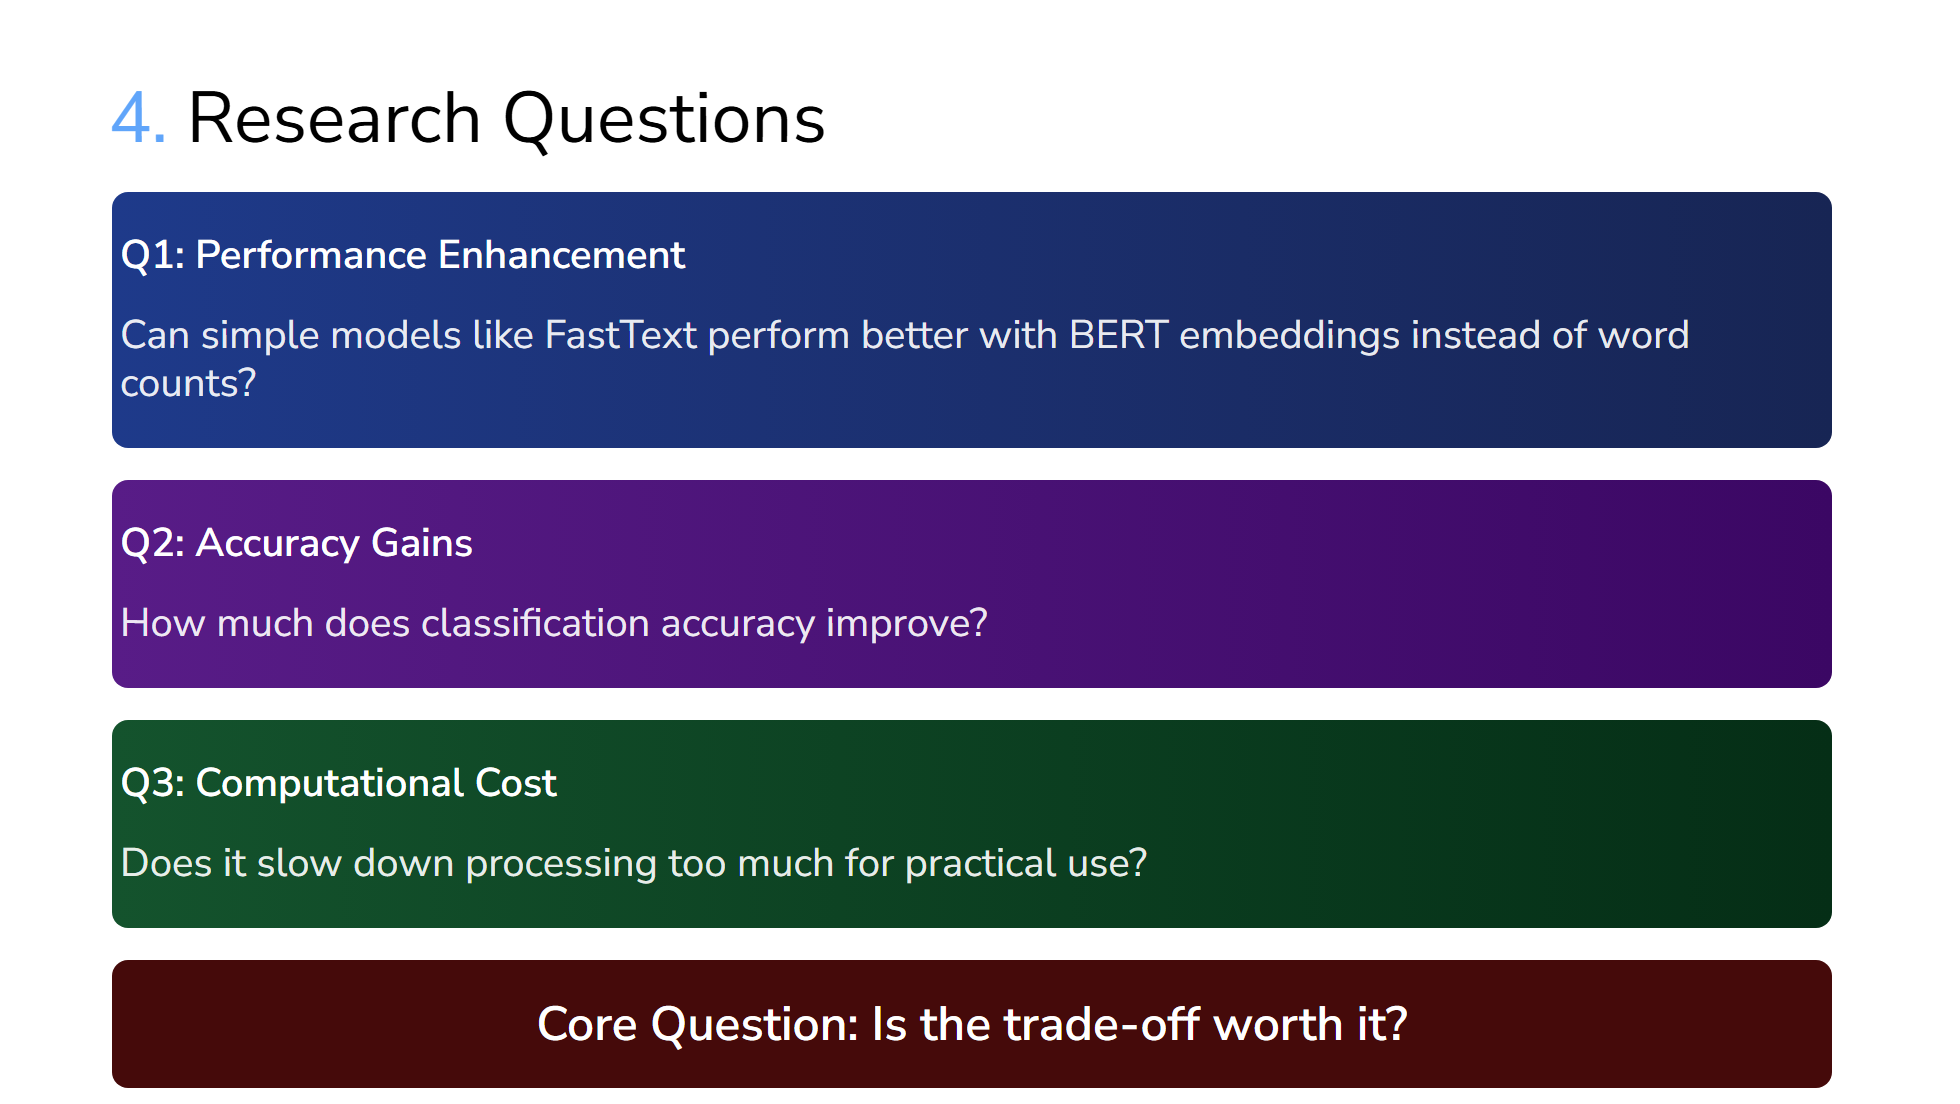 4. Research Questions
Q1: Performance Enhancement
Can simple models like FastText perform better with BERT embeddings instead of word
counts?
Q2: Accuracy Gains
How much does classification accuracy improve?
Q3: Computational Cost
Does it slow down processing too much for practical use?
Core Question: Is the trade-off worth it?